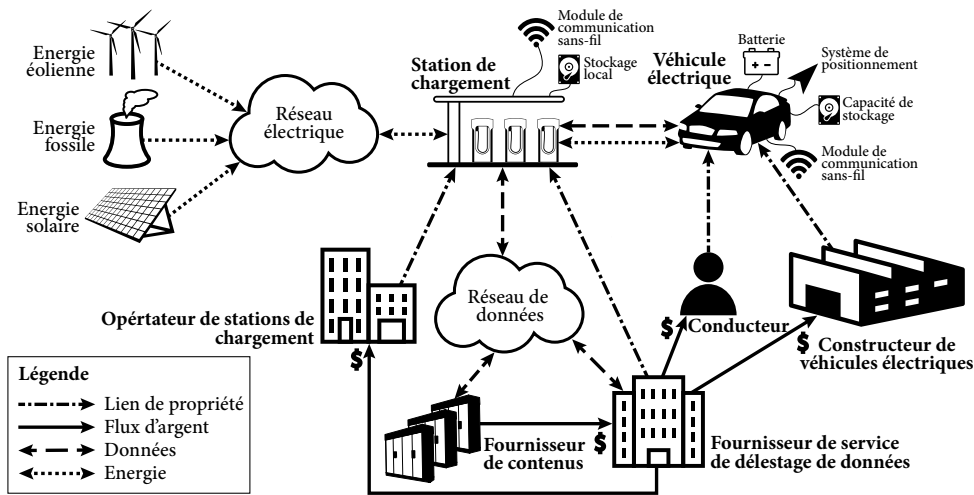 Energie
éolienne
Energie
fossile
Energie
solaire
Réseau
électrique
Station de
chargement
Module de
communication
sans-fil
Stockage
local
Véhicule
électrique
Batterie
Système de
positionnement
Capacité de
stockage
Module de
communication
sans-fil
Opértateur de stations de
chargement
$
Réseau de
données
$ Conducteur
$ Constructeur de
véhicules électriques
Fournisseur
de contenus
$
Fournisseur de service
de délestage de données
Légende
Lien de propriété
Flux d'argent
Données
Energie